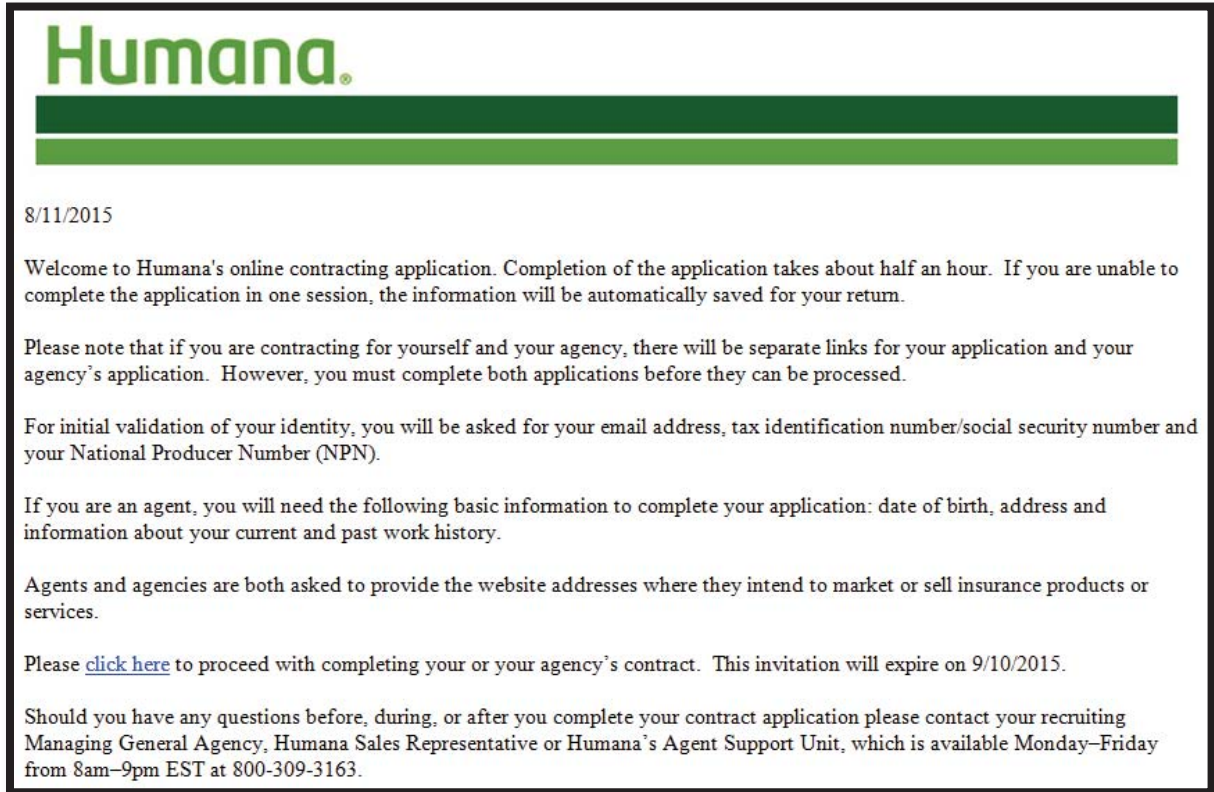 Humana®
8/11/2015
Welcome to Humana's online contracting application. Completion of the application takes about half an hour.  If you are unable to
complete the application in one session, the information will be automatically saved for your return.
Please note that if you are contracting for yourself and your agency, there will be separate links for your application and your
agency’s application.  However, you must complete both applications before they can be processed.
For initial validation of your identity, you will be asked for your email address, tax identification number/social security number and
your National Producer Number (NPN).
If you are an agent, you will need the following basic information to complete your application: date of birth, address and
information about your current and past work history.
Agents and agencies are both asked to provide the website addresses where they intend to market or sell insurance products or
services.
Please click here to proceed with completing your or your agency’s contract.  This invitation will expire on 9/10/2015.
Should you have any questions before, during, or after you complete your contract application please contact your recruiting
Managing General Agency, Humana Sales Representative or Humana’s Agent Support Unit, which is available Monday–Friday
from 8am–9pm EST at 800-309-3163.